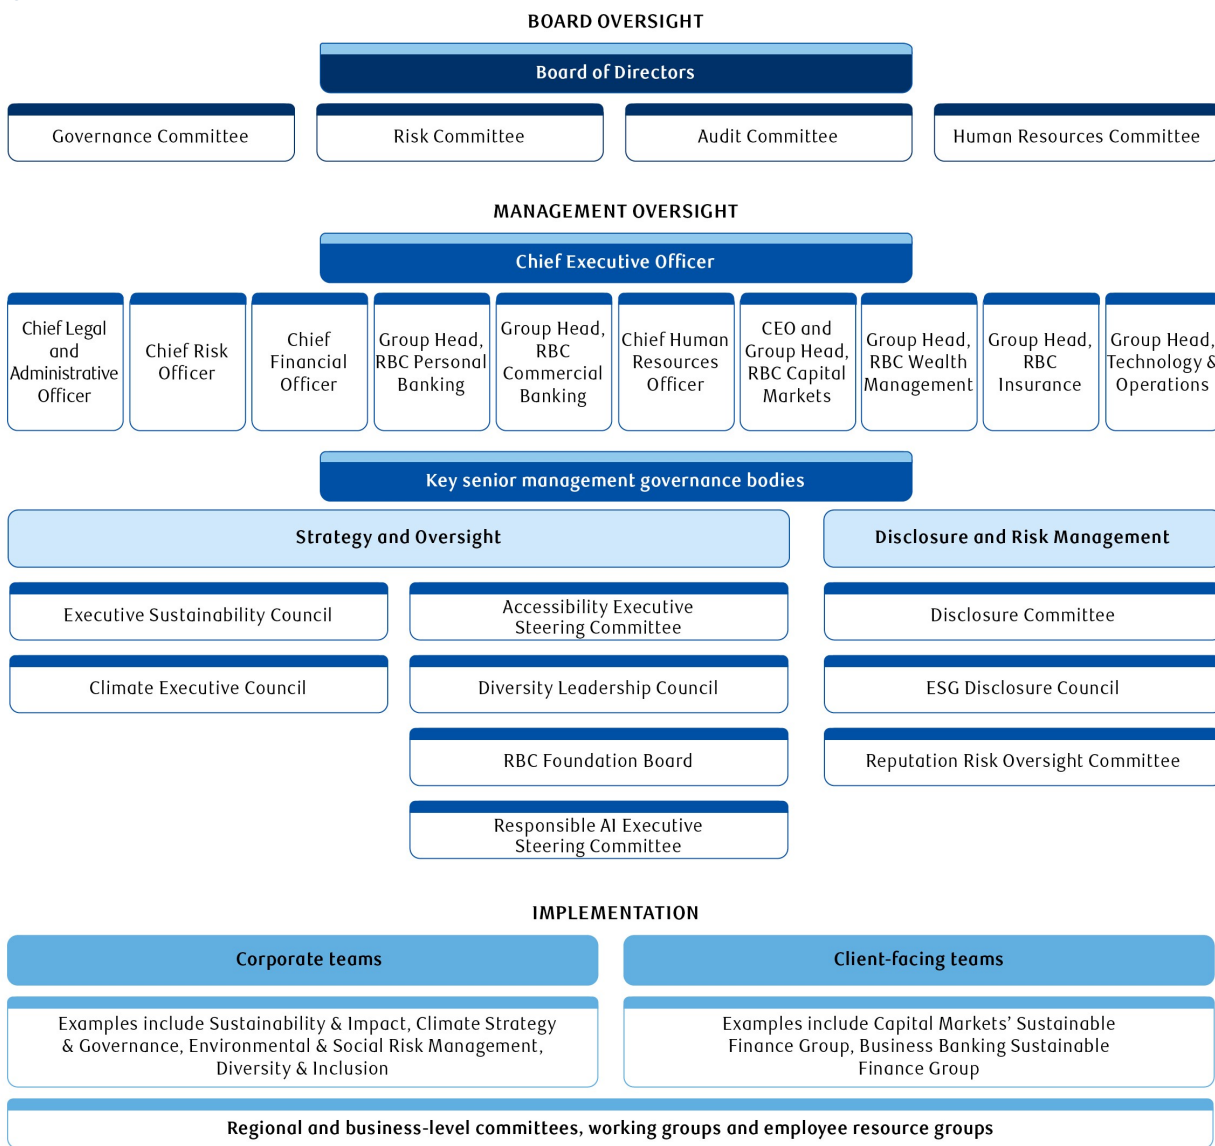 BOARD OVERSIGHT
Board of Directors
Governance Committee
Risk Committee
Audit Committee
Human Resources Committee
MANAGEMENT OVERSIGHT
Chief Executive Officer
Chief Legal
and
Administrative
Officer
Chief Risk
Officer
Chief
Financial
Officer
Group Head,
RBC Personal
Banking
Group Head,
RBC
Commercial
Banking
Chief Human
Resources
Officer
CEO and
Group Head,
RBC Capital
Markets
Group Head,
RBC Wealth
Management
Group Head,
RBC
Insurance
Group Head,
Technology &
Operations
Key senior management governance bodies
Strategy and Oversight
Executive Sustainability Council
Climate Executive Council
Accessibility Executive
Steering Committee
Diversity Leadership Council
RBC Foundation Board
Responsible AI Executive
Steering Committee
Disclosure and Risk Management
Disclosure Committee
ESG Disclosure Council
Reputation Risk Oversight Committee
IMPLEMENTATION
Corporate teams
Examples include Sustainability & Impact, Climate Strategy
& Governance, Environmental & Social Risk Management,
Diversity & Inclusion
Client-facing teams
Examples include Capital Markets’ Sustainable
Finance Group, Business Banking Sustainable
Finance Group
Regional and business-level committees, working groups and employee resource groups